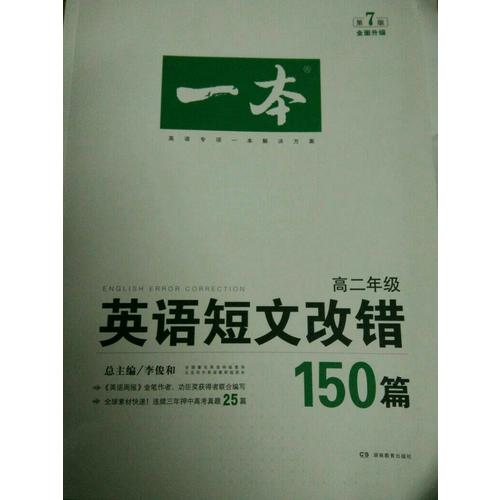 第7版
全面升级
一本
英语专项一本解决方案
ENGLISH ERROR CORRECTION
高二年级
英语短文改错
150篇
总主编/李俊和
《英语周报》金笔作者、功臣奖获得者联合编写
全球素材快递!连续三年押中高考真题25篇
湖南教育出版社